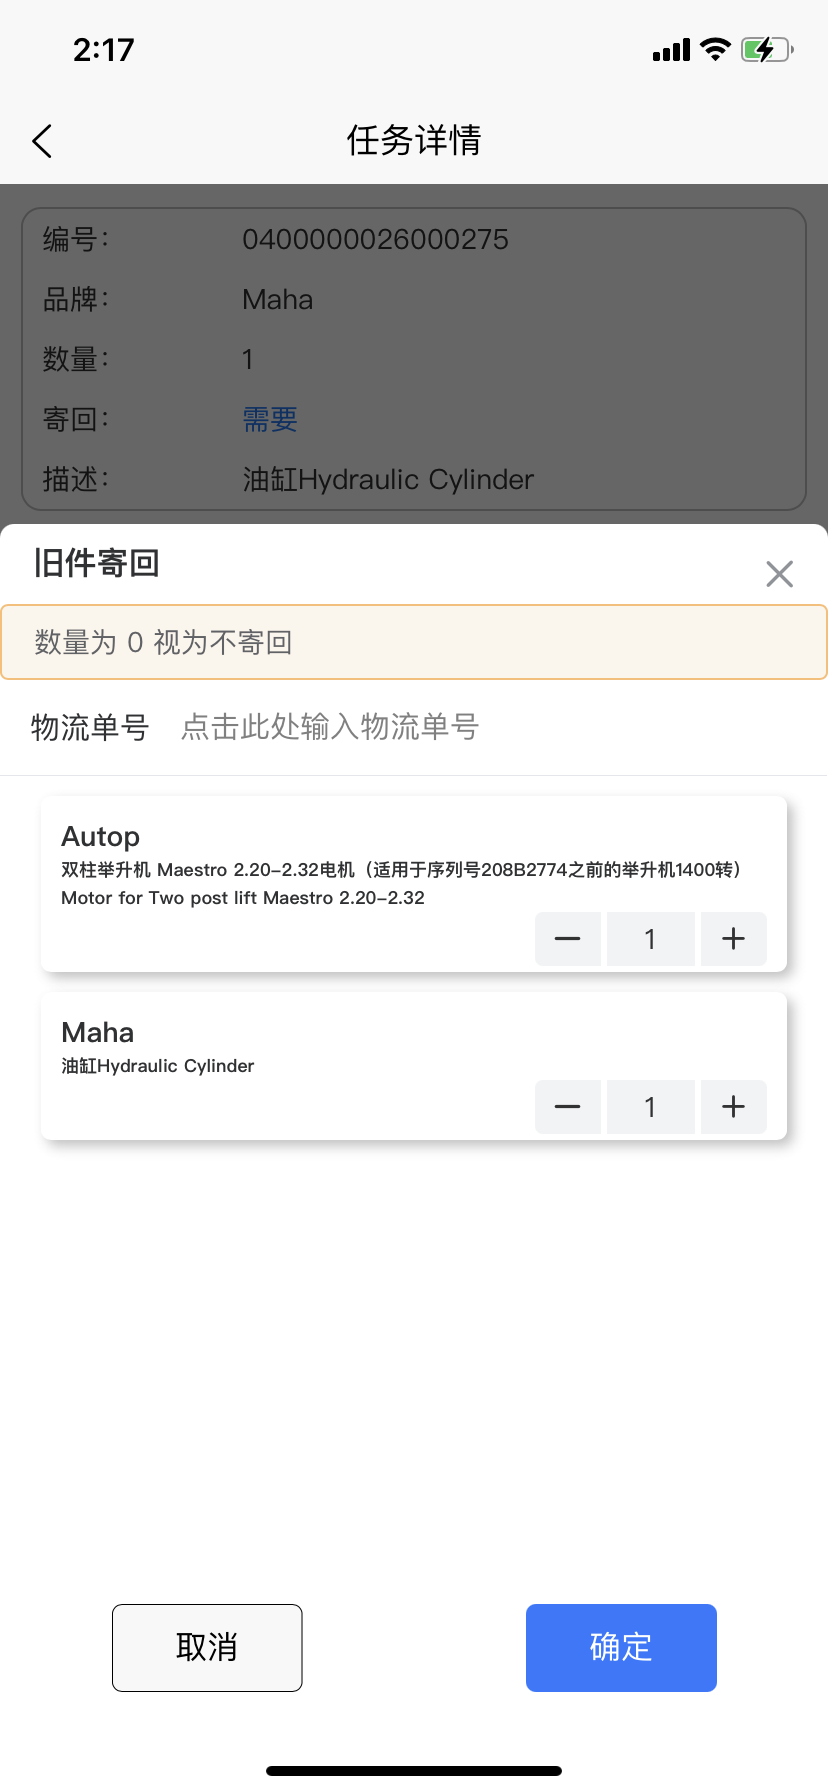 2:17
任务详情
编号：
0400000026000275
品牌：
Maha
数量：
1
寄回：
需要
描述：
油缸Hydraulic Cylinder
旧件寄回
数量为 0 视为不寄回
物流单号
点击此处输入物流单号
Autop
双柱举升机 Maestro 2.20-2.32电机（适用于序列号208B2774之前的举升机1400转）
Motor for Two post lift Maestro 2.20-2.32
1
Maha
油缸Hydraulic Cylinder
1
取消
确定